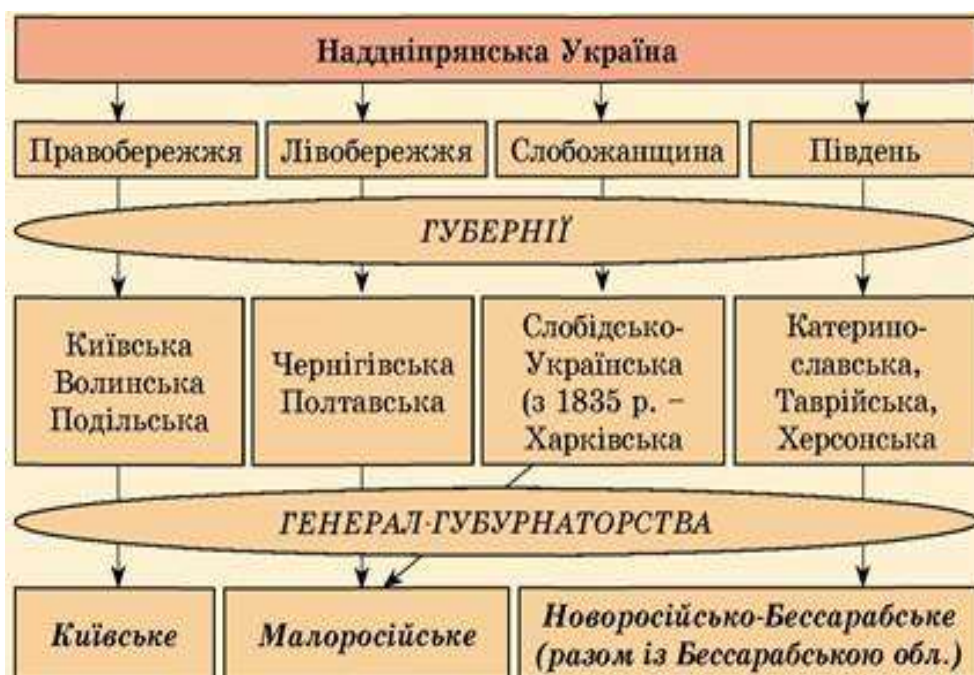 Наддніпрянська Україна
Правобережжя
Лівобережжя
Слобожанщина
Південь
ГУБЕРНІЇ
Київська
Волинська
Подільська
Чернігівська
Полтавська
Слобідсько-
Українська
(з 1835 р. –
Харківська
Катерино-
славська,
Таврійська,
Херсонська
ГЕНЕРАЛ-ГУБУРНАТОРСТВА
Київське
Малоросійське
Новоросійсько-Бессарабське
(разом із Бессарабською обл.)